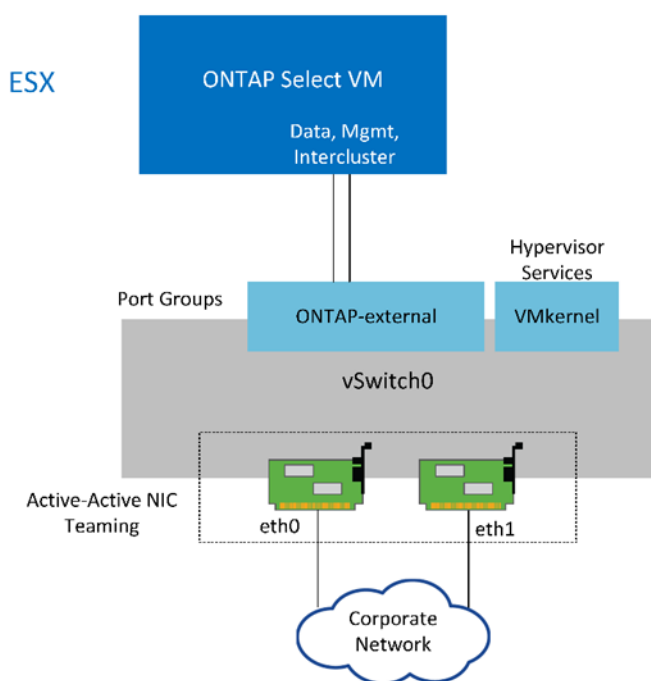 ESX
ONTAP Select VM
Data, Mgmt,
Intercluster
Hypervisor
Services
Port Groups
ONTAP-external
VMkernel
vSwitch0
Active-Active NIC
Teaming
eth0
eth1
Corporate
Network